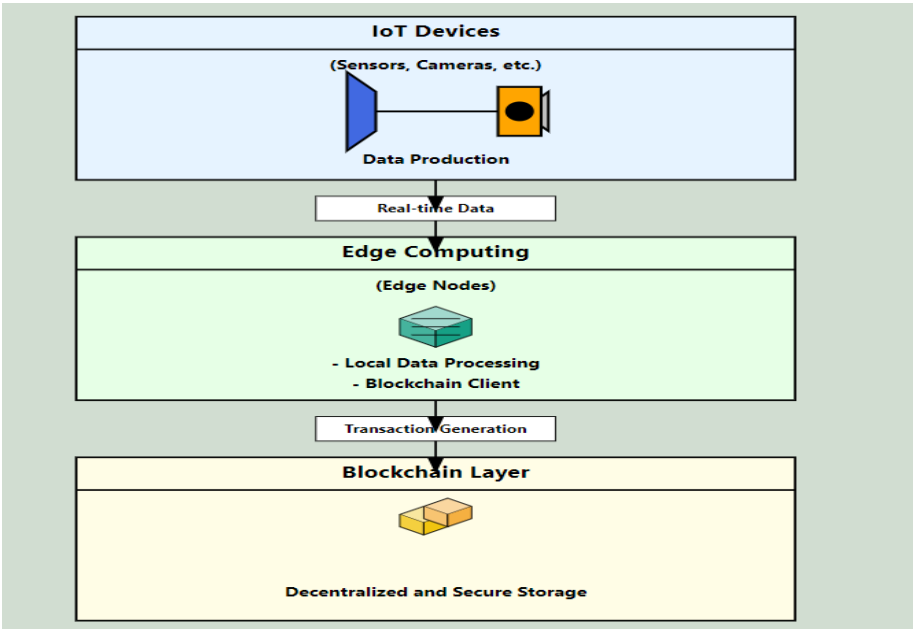 IoT Devices
(Sensors, Cameras, etc.)
Data Production
Real-time Data
Edge Computing
(Edge Nodes)
- Local Data Processing
- Blockchain Client
Transaction Generation
Blockchain Layer
Decentralized and Secure Storage